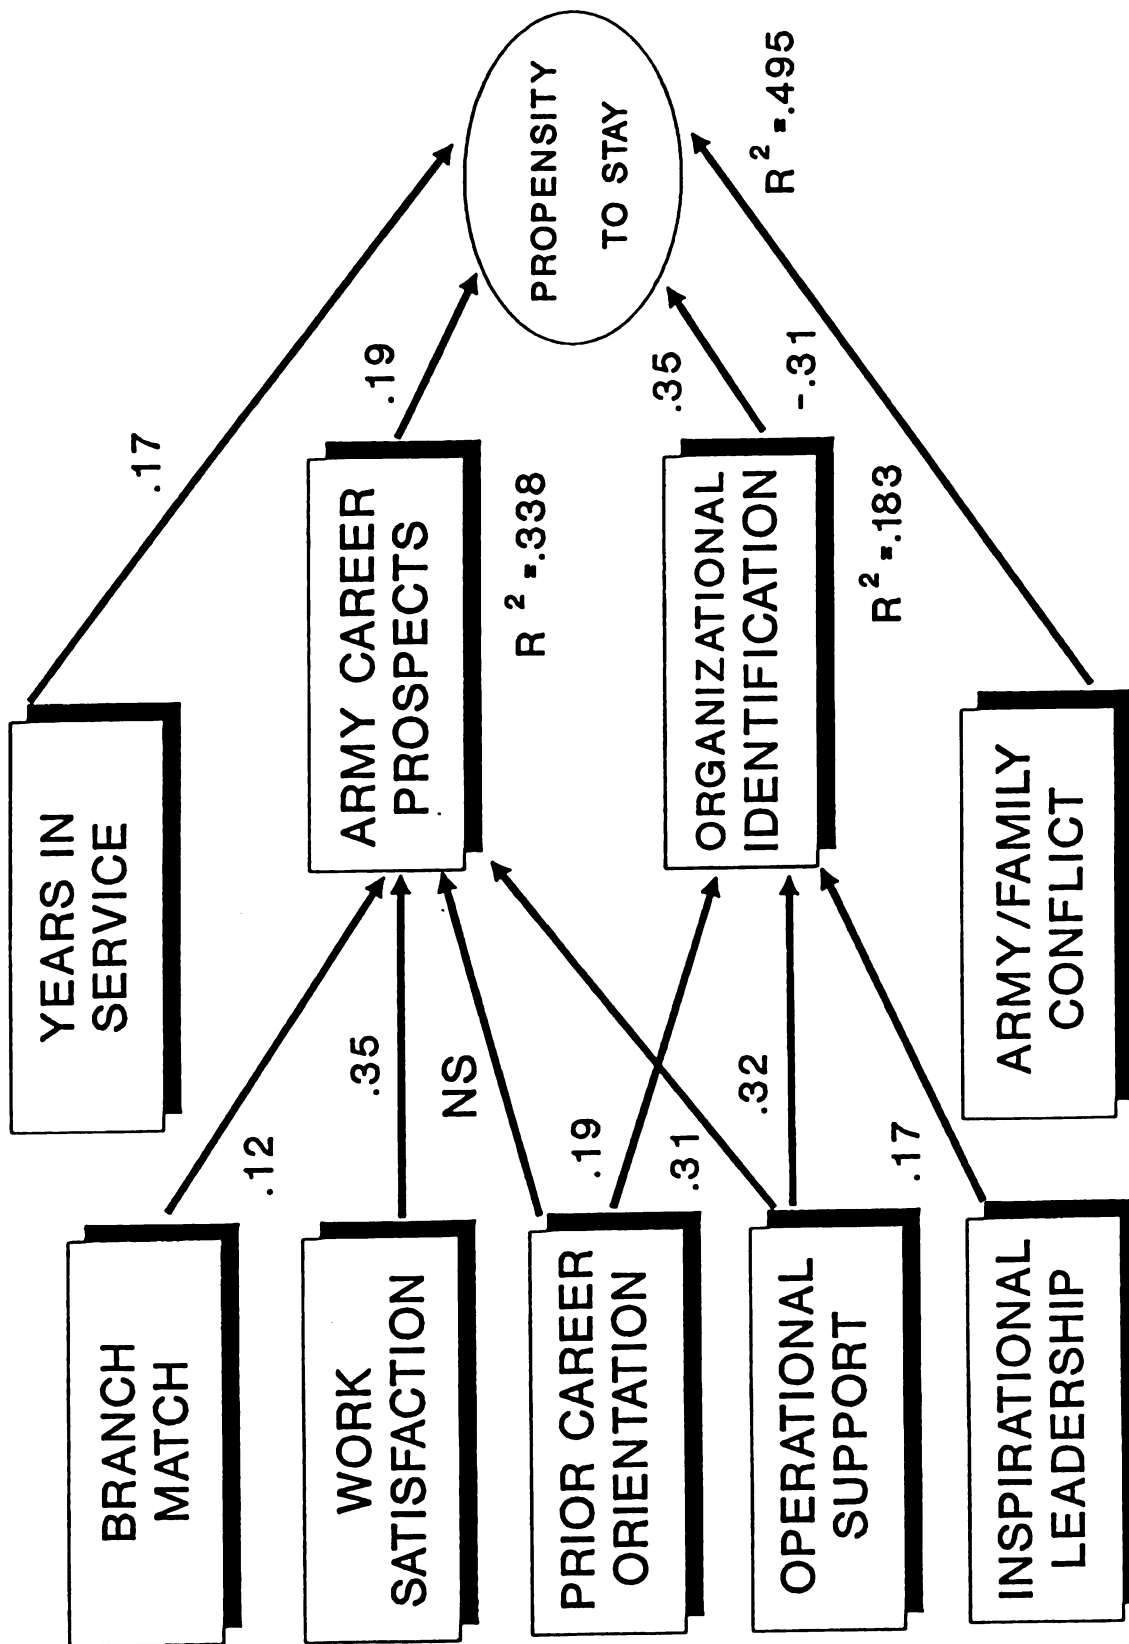 YEARS IN
SERVICE
.17
BRANCH
MATCH
.12
ARMY CAREER
PROSPECTS
.19
R² =.338
WORK
SATISFACTION
.35
NS
PROPENSITY
TO STAY
R² =.495
PRIOR CAREER
ORIENTATION
.19
.31
ORGANIZATIONAL
IDENTIFICATION
.35
-.31
R² =.183
OPERATIONAL
SUPPORT
.32
.17
INSPIRATIONAL
LEADERSHIP
ARMY/FAMILY
CONFLICT